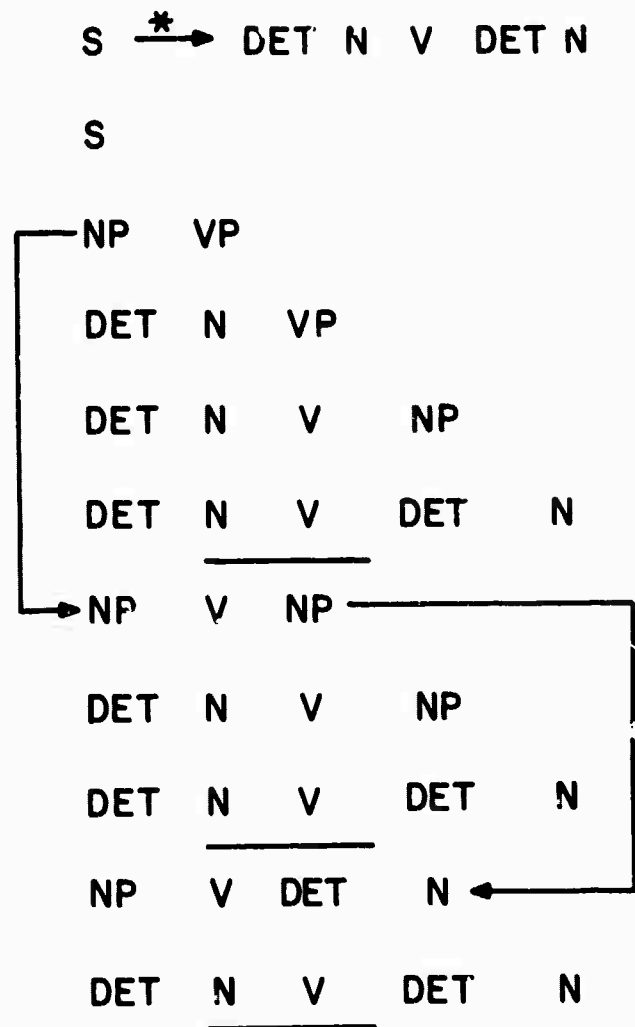 S * DET N V DET N
S
NP VP
DET N VP
DET N V NP
DET N V DET N
NP V NP
DET N V NP
DET N V DET N
NP V DET N
DET N V DET N